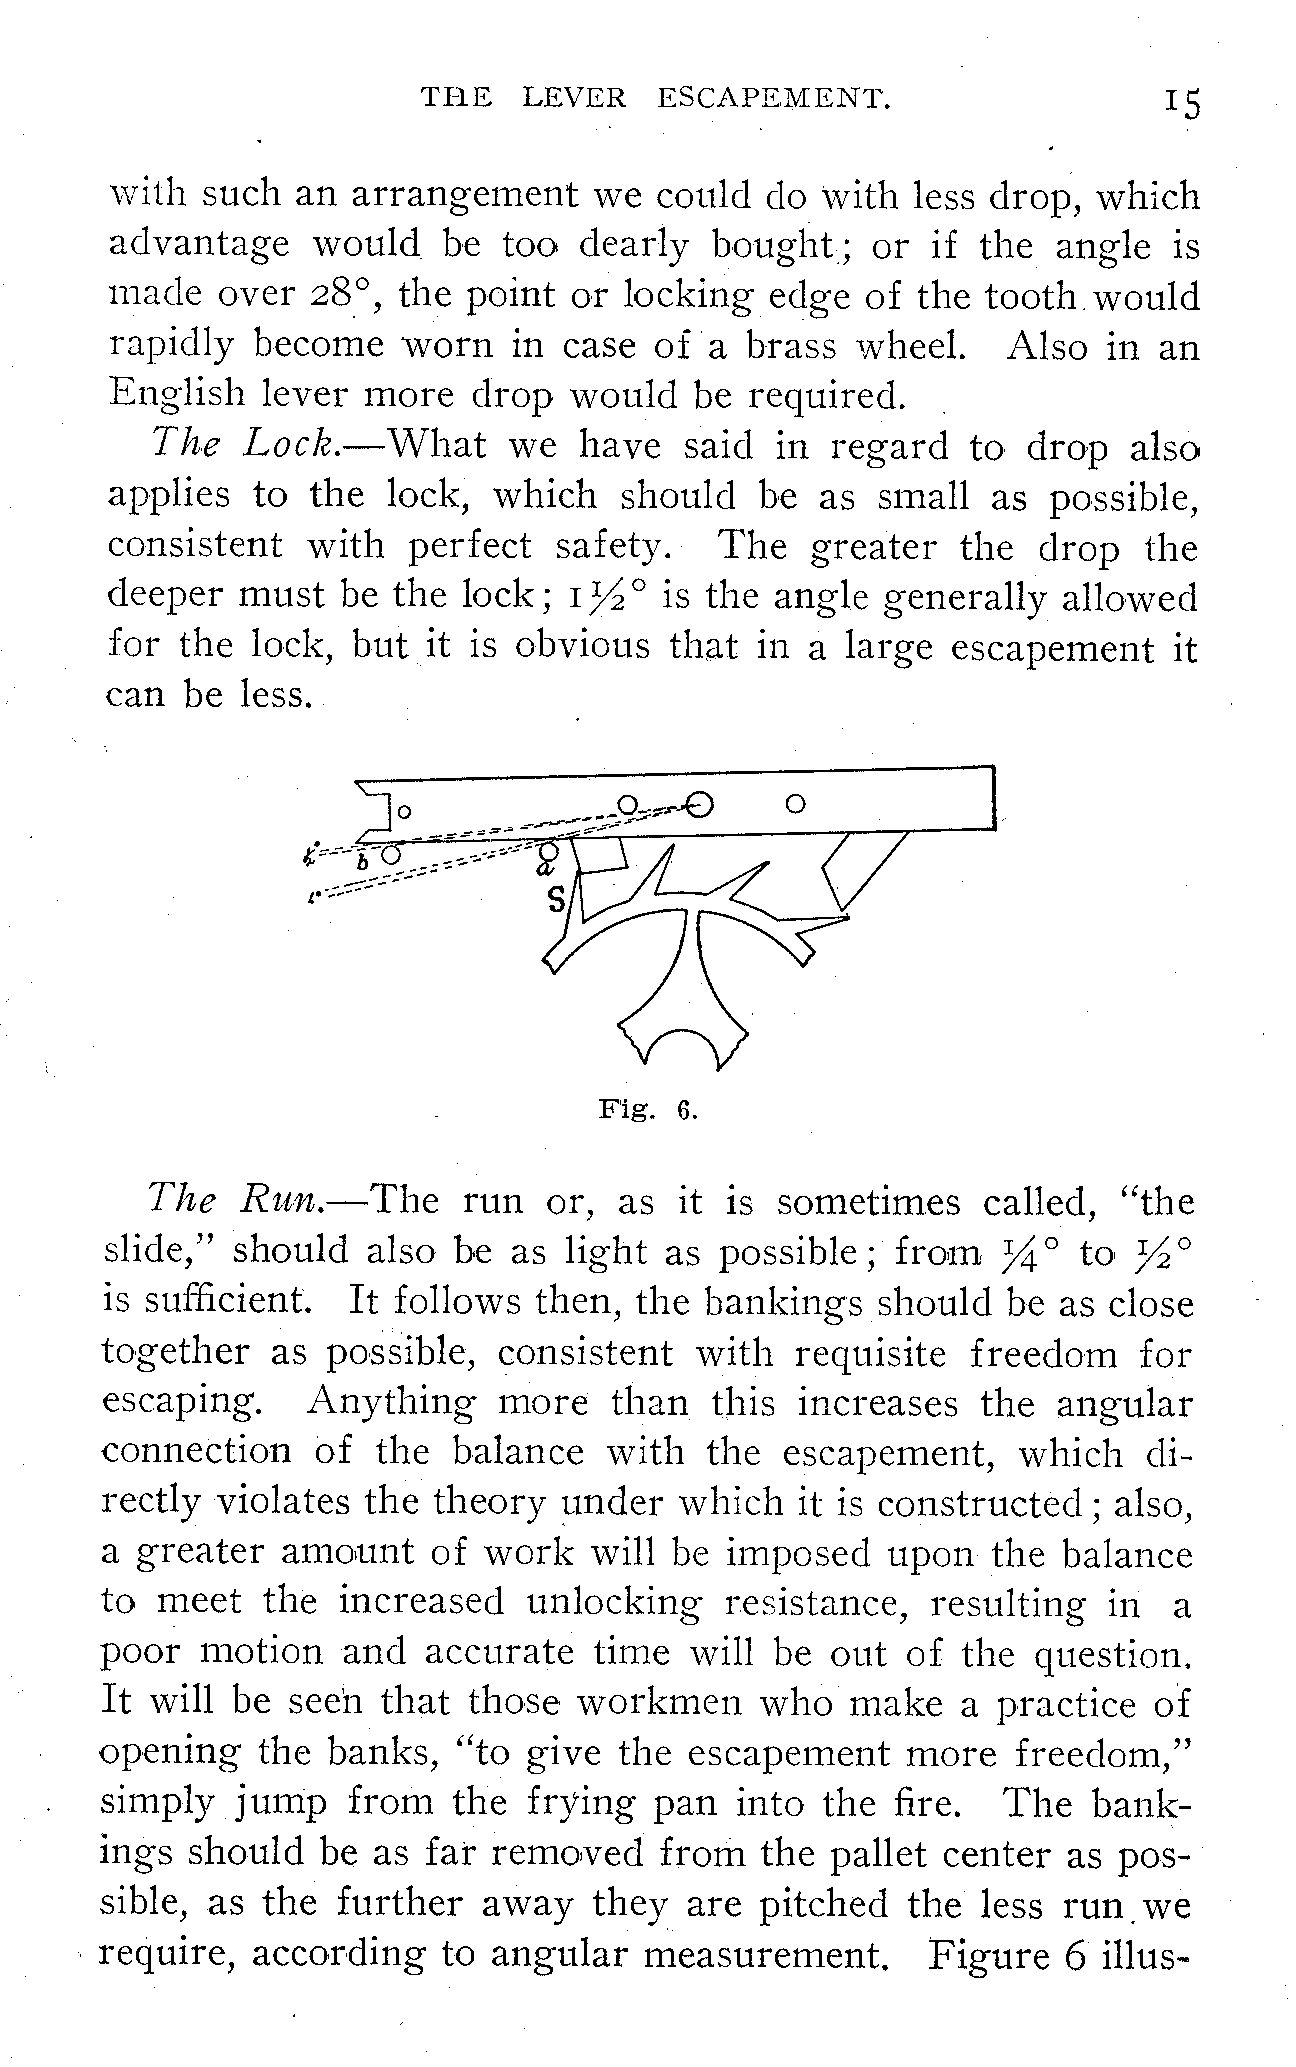 THE LEVER ESCAPEMENT. 15
with such an arrangement we could do with less drop, which
advantage would be too dearly bought; or if the angle is
made over 28°, the point or locking edge of the tooth would
rapidly become worn in case of a brass wheel. Also in an
English lever more drop would be required.
The Lock.—What we have said in regard to drop also
applies to the lock, which should be as small as possible,
consistent with perfect safety. The greater the drop the
deeper must be the lock; 1½° is the angle generally allowed
for the lock, but it is obvious that in a large escapement it
can be less.
b
a
S
Fig. 6.
The Run.—The run or, as it is sometimes called, “the
slide,” should also be as light as possible; from ¼° to ½°
is sufficient. It follows then, the bankings should be as close
together as possible, consistent with requisite freedom for
escaping. Anything more than this increases the angular
connection of the balance with the escapement, which di-
rectly violates the theory under which it is constructed; also,
a greater amount of work will be imposed upon the balance
to meet the increased unlocking resistance, resulting in a
poor motion and accurate time will be out of the question.
It will be seen that those workmen who make a practice of
opening the banks, “to give the escapement more freedom,”
simply jump from the frying pan into the fire. The bank-
ings should be as far removed from the pallet center as pos-
sible, as the further away they are pitched the less run we
require, according to angular measurement. Figure 6 illus-